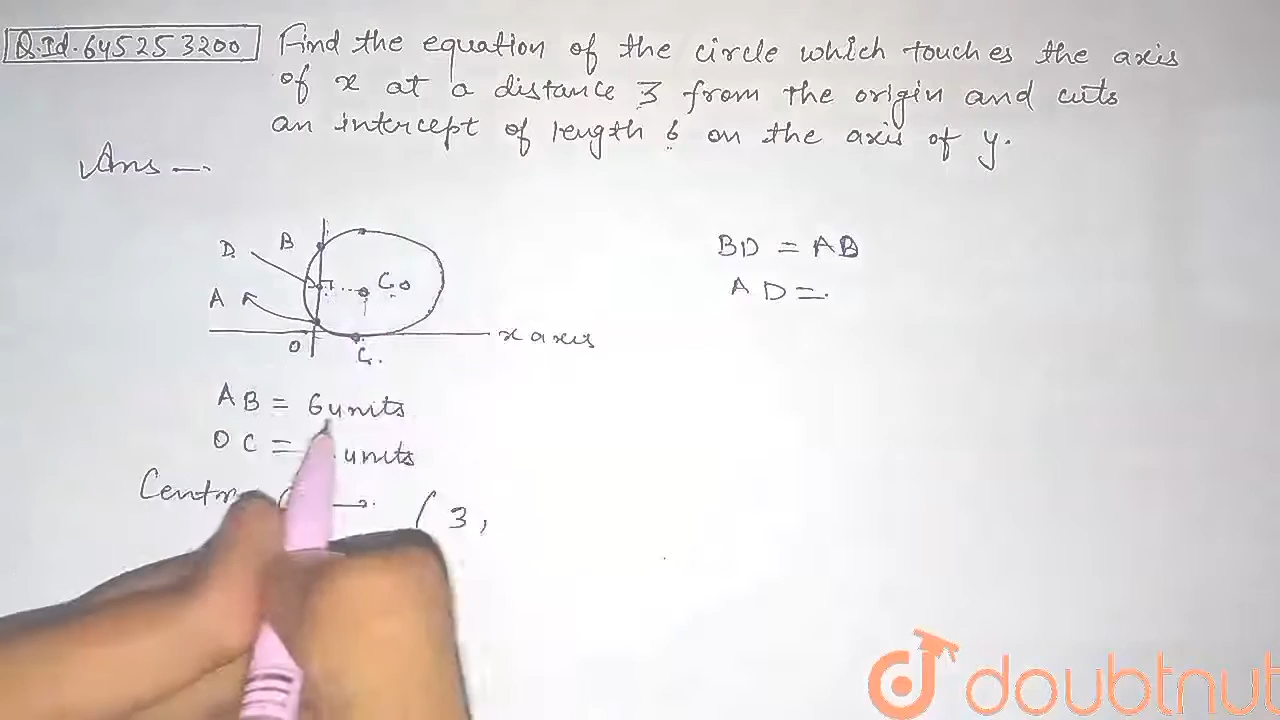 Q.Id.645253200 Find the equation of the circle which touches the axis
of x at a distance 3 from the origin and cuts
an intercept of length 6 on the axis of y.
Ans —.
D B C₀
A
O C. x axis
BD = AB
AD =.
AB = 6 units
OC = units
(3,
doubtnut